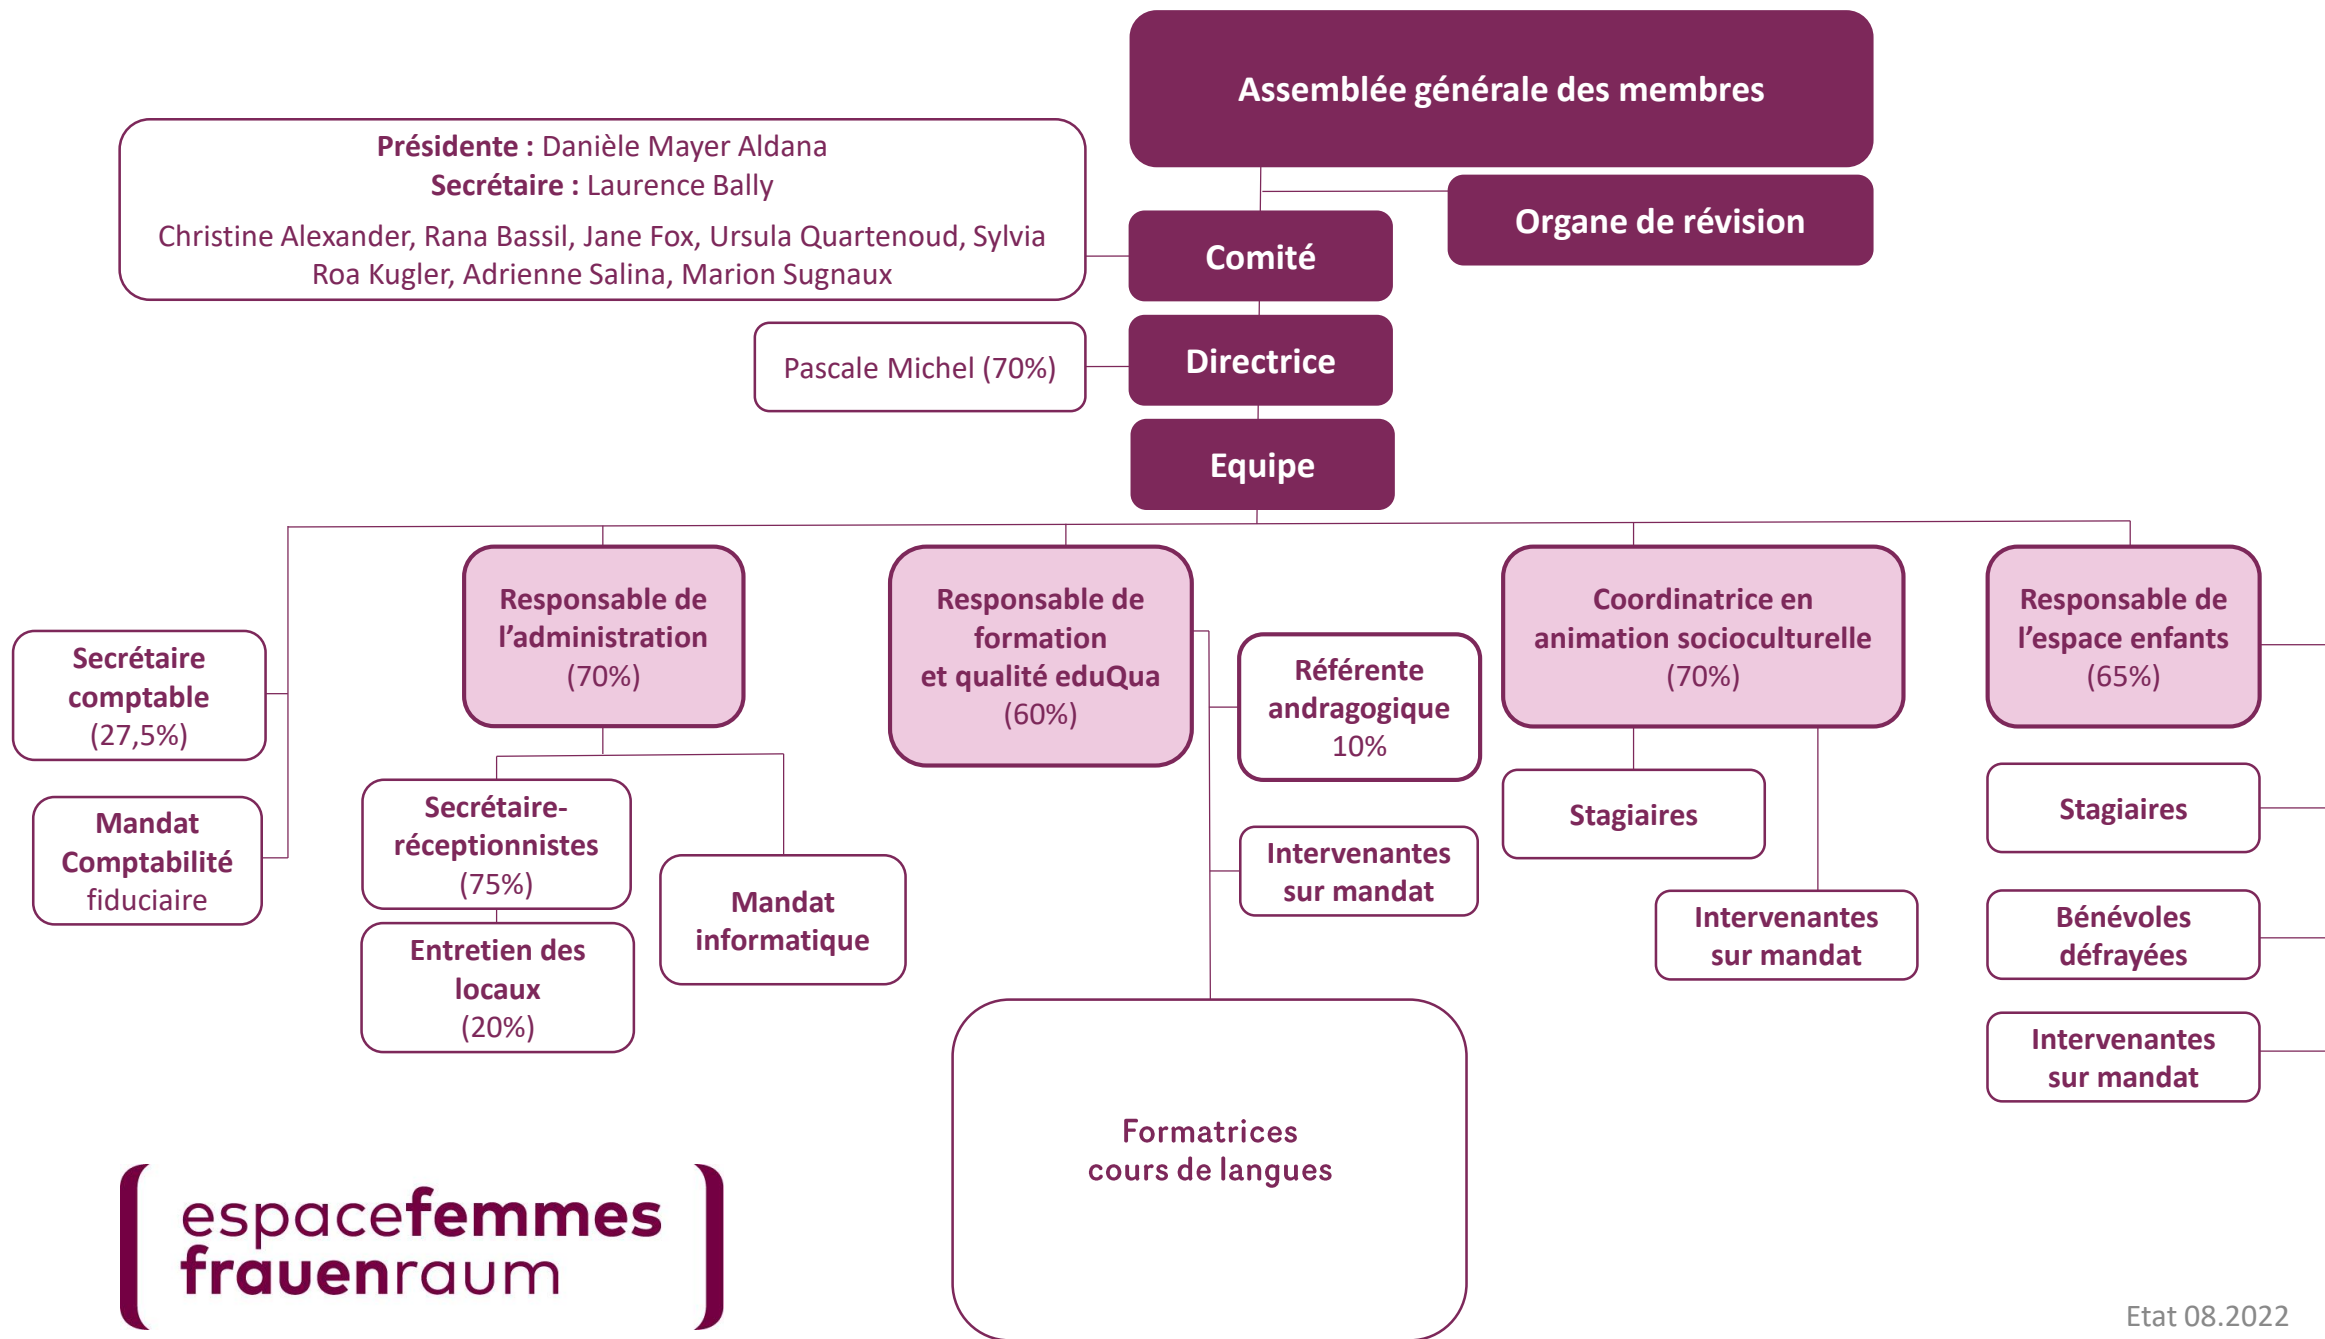 Assemblée générale des membres
Présidente : Danièle Mayer Aldana
Secrétaire : Laurence Bally
Christine Alexander, Rana Bassil, Jane Fox, Ursula Quartenoud, Sylvia
Roa Kugler, Adrienne Salina, Marion Sugnaux
Organe de révision
Comité
Pascale Michel (70%)
Directrice
Equipe
Secrétaire
comptable
(27,5%)
Mandat
Comptabilité
fiduciaire
Responsable de
l’administration
(70%)
Secrétaire-
réceptionnistes
(75%)
Entretien des
locaux
(20%)
Mandat
informatique
Responsable de
formation
et qualité eduQua
(60%)
Référente
andragogique
10%
Intervenantes
sur mandat
Formatrices
cours de langues
Coordinatrice en
animation socioculturelle
(70%)
Stagiaires
Intervenantes
sur mandat
Responsable de
l’espace enfants
(65%)
Stagiaires
Bénévoles
défrayées
Intervenantes
sur mandat
espacefemmes
frauenraum
Etat 08.2022